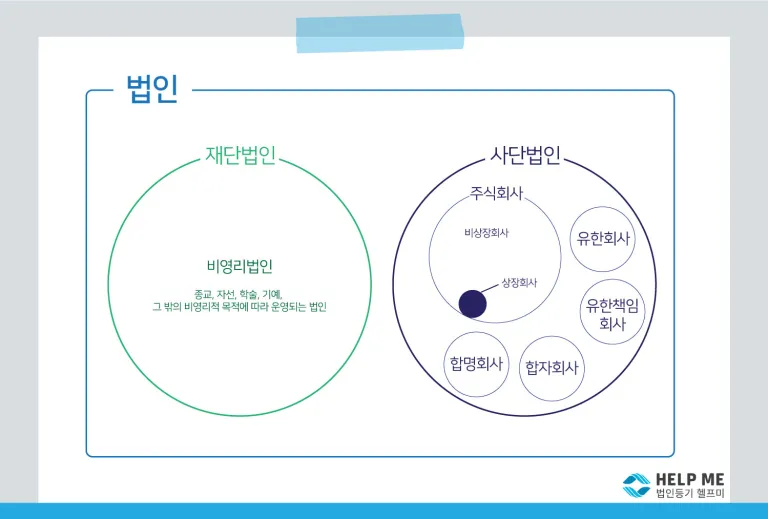 법인
재단법인
비영리법인
종교, 자선, 학술, 기예,
그 밖의 비영리적 목적에 따라 운영되는 법인
사단법인
주식회사
비상장회사
상장회사
유한회사
유한책임
회사
합명회사
합자회사
HELP ME
법인등기 헬프미